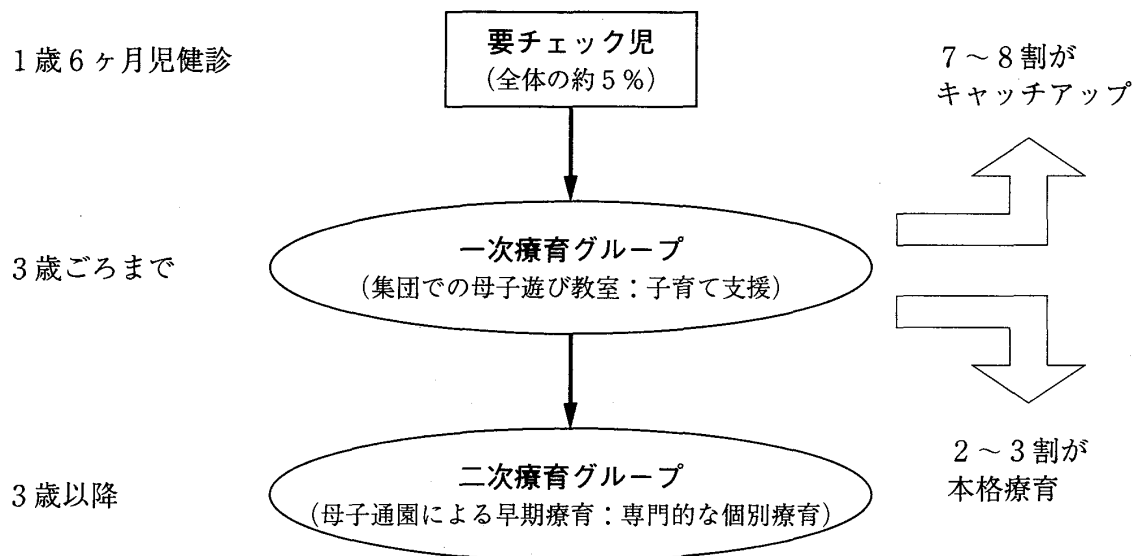 1歳6ヶ月児健診
要チェック児
(全体の約5%)
7～8割が
キャッチアップ
3歳ごろまで
一次療育グループ
(集団での母子遊び教室：子育て支援)
3歳以降
二次療育グループ
(母子通園による早期療育：専門的な個別療育)
2～3割が
本格療育